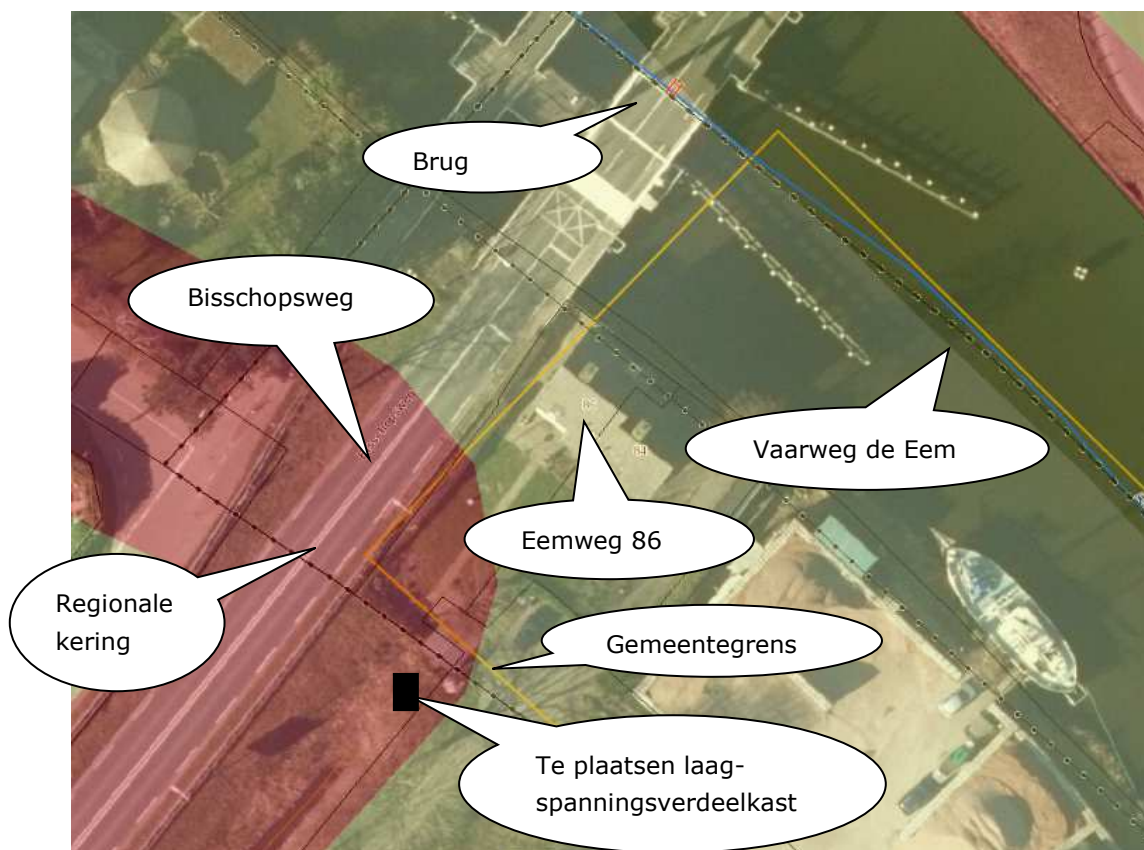 Brug
Bisschopsweg
Vaarweg de Eem
Eemweg 86
Regionale
kering
Gemeentegrens
Te plaatsen laag-
spanningsverdeelkast